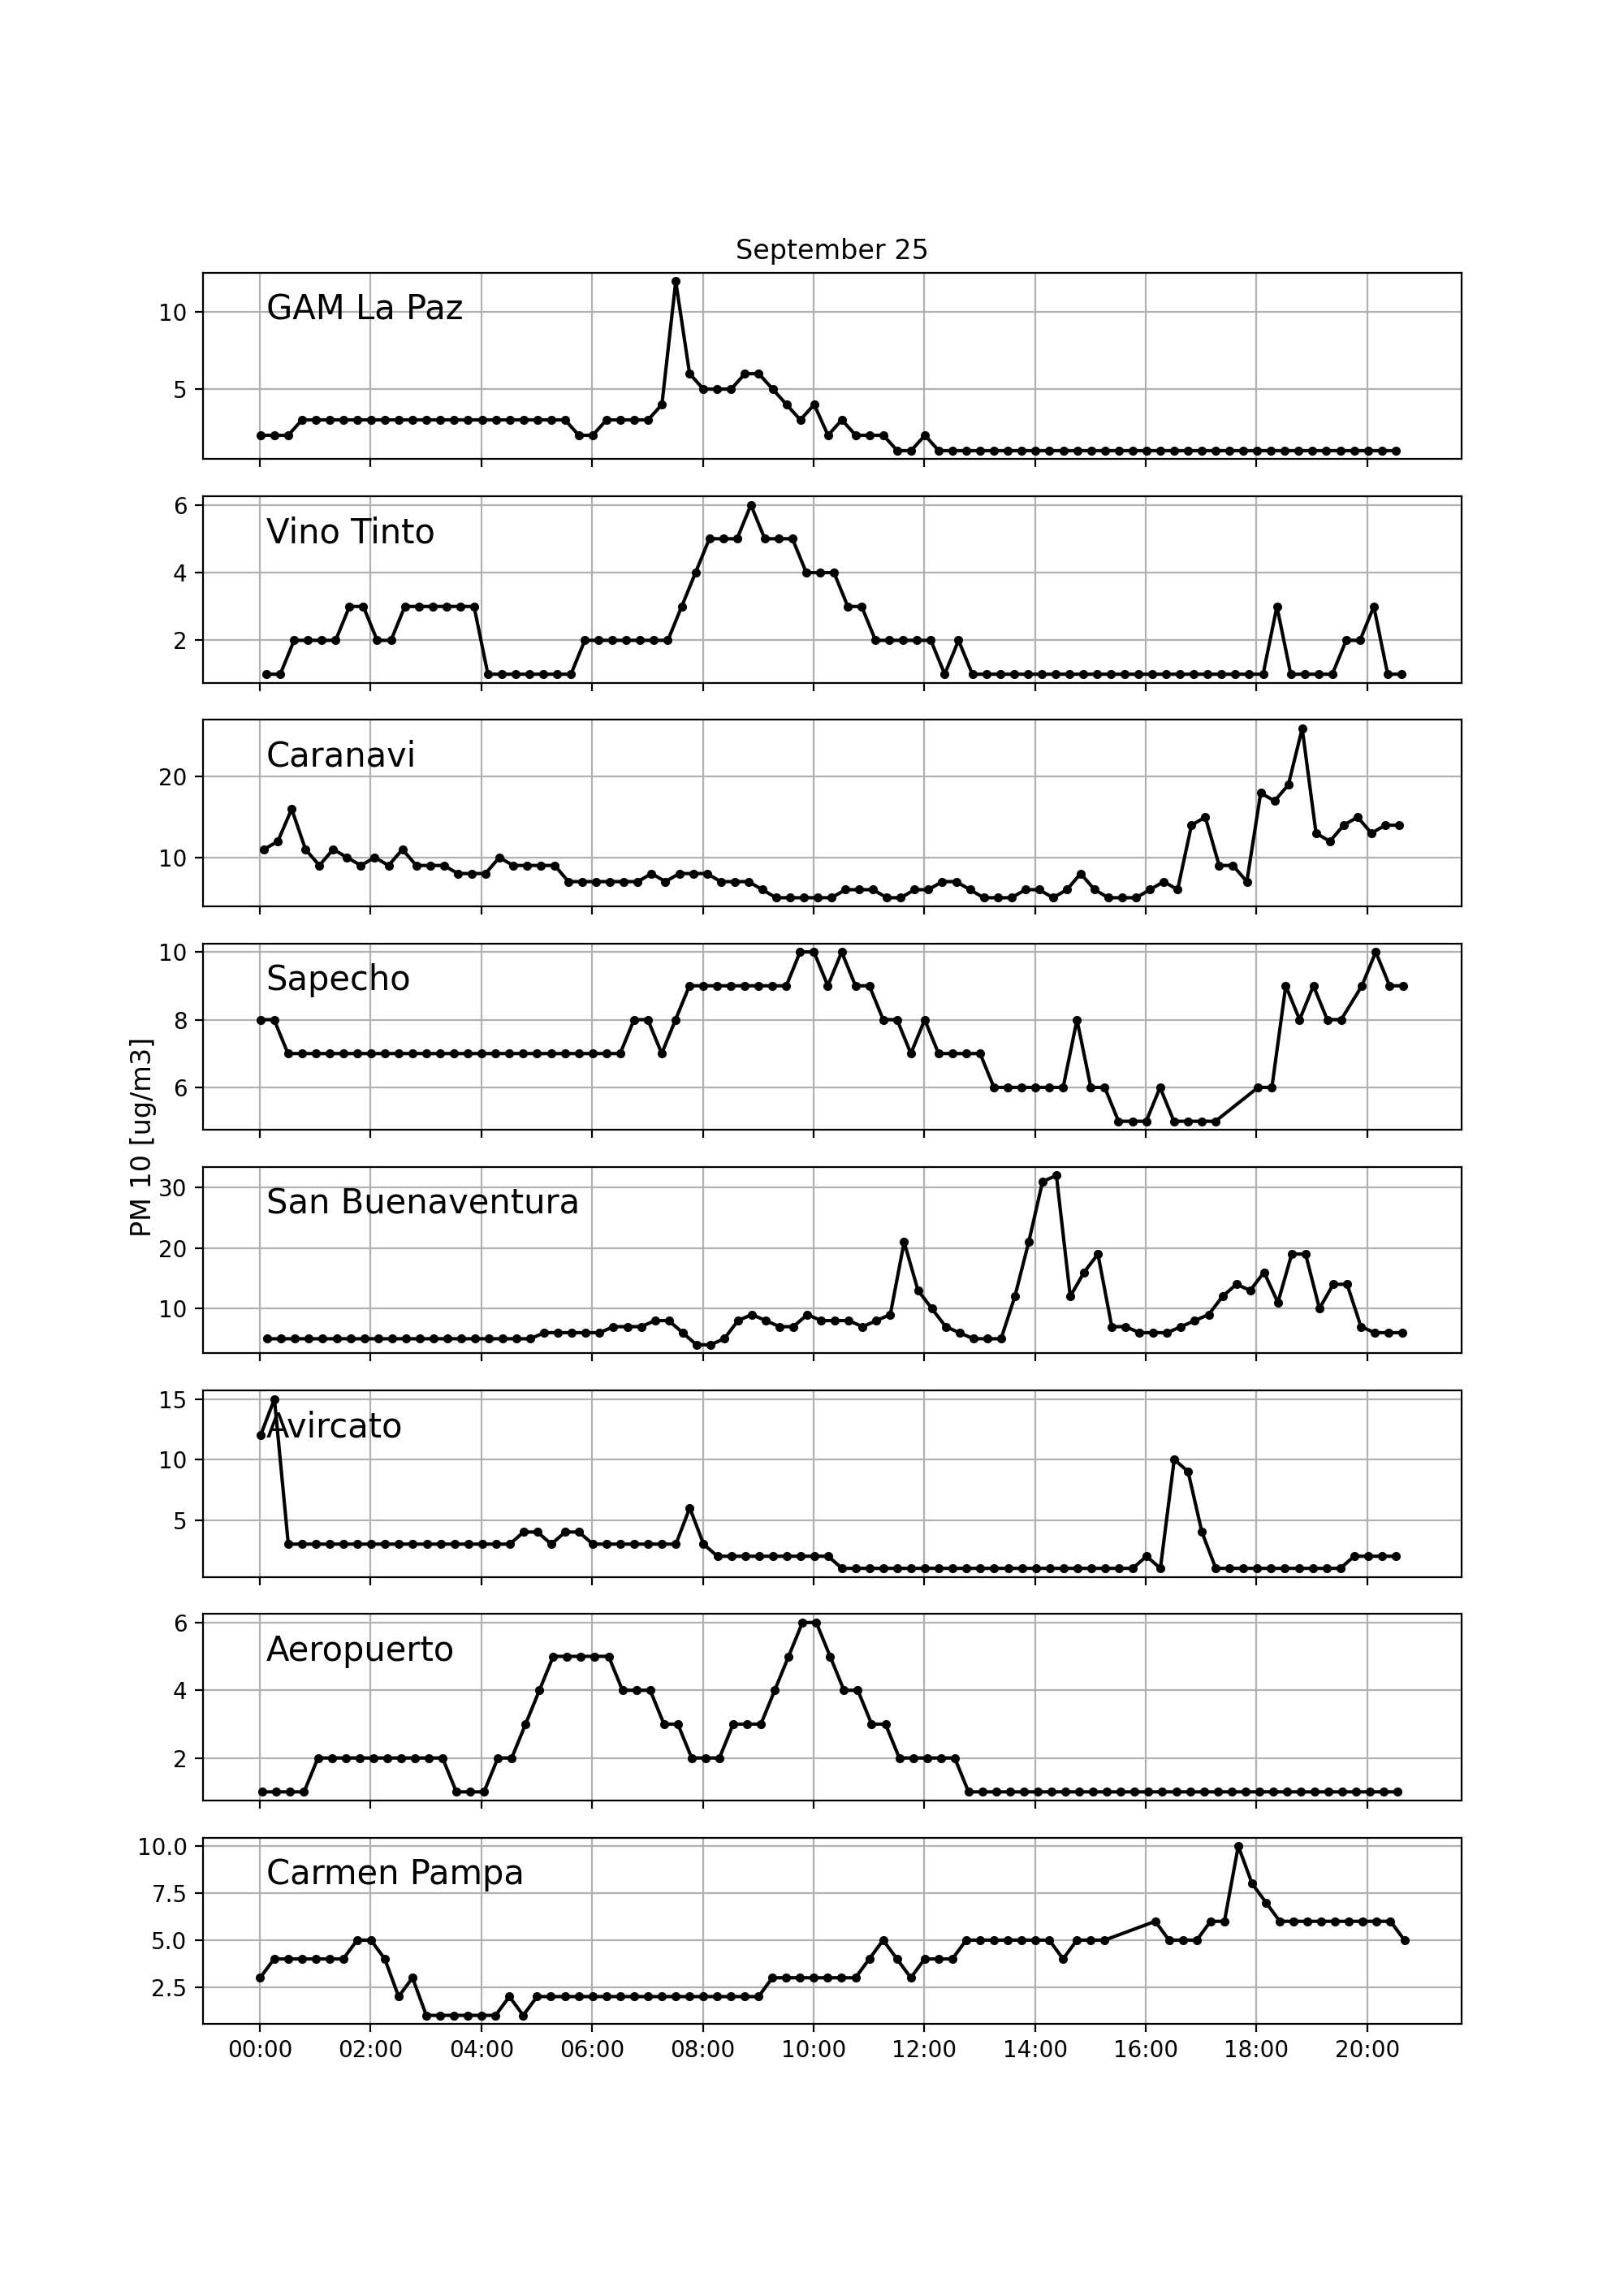 September 25
GAM La Paz
10
5
Vino Tinto
6
4
2
Caranavi
20
10
Sapecho
10
8
6
PM 10 [ug/m3]
San Buenaventura
30
20
10
Avircato
15
10
5
Aeropuerto
6
4
2
Carmen Pampa
10.0
7.5
5.0
2.5
00:00 02:00 04:00 06:00 08:00 10:00 12:00 14:00 16:00 18:00 20:00